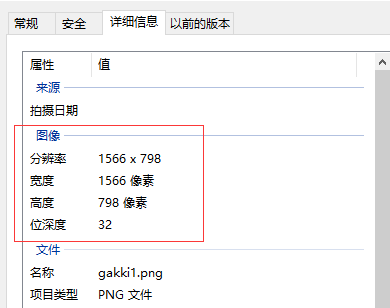 常规 安全 详细信息 以前的版本
属性 值
来源
拍摄日期
图像
分辨率 1566 x 798
宽度 1566 像素
高度 798 像素
位深度 32
文件
名称 gakki1.png
项目类型 PNG 文件